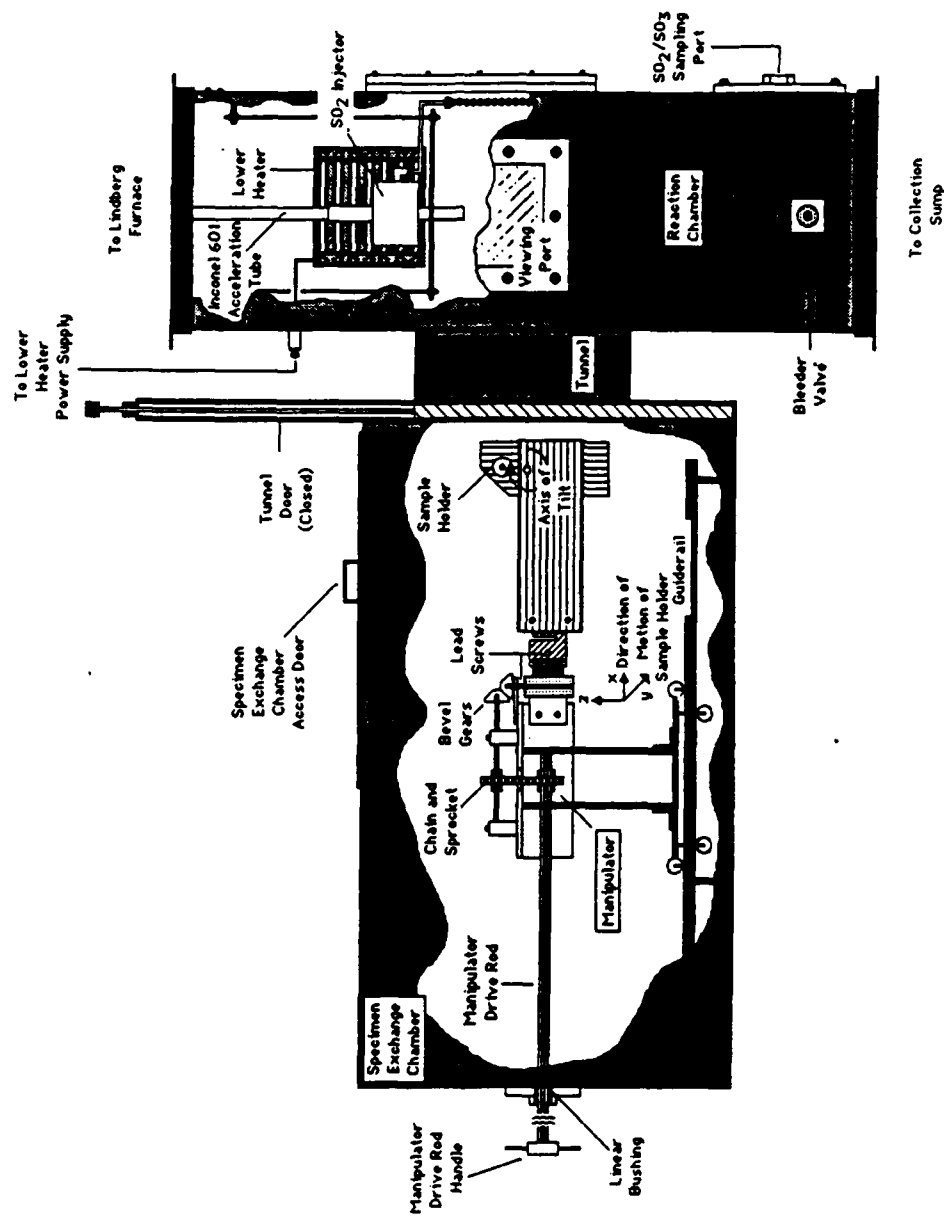 To Lindberg
Furnace
To Lower
Heater
Power Supply
Inconel 601
Acceleration
Tube
Lower
Heater
SO2 Injector
SO2/SO3
Sampling
Port
Viewing
Port
Reaction
Chamber
Tunnel
Bleeder
Valve
To Collection
Sump
Tunnel
Door
(Closed)
Specimen
Exchange
Chamber
Access Door
Sample
Holder
Axis of
Tilt
Lead
Screws
Bevel
Gears
Chain and
Sprocket
z
x
y
Direction of
Motion of
Sample Holder
Guiderail
Manipulator
Manipulator
Drive Rod
Specimen
Exchange
Chamber
Manipulator
Drive Rod
Handle
Linear
Bushing